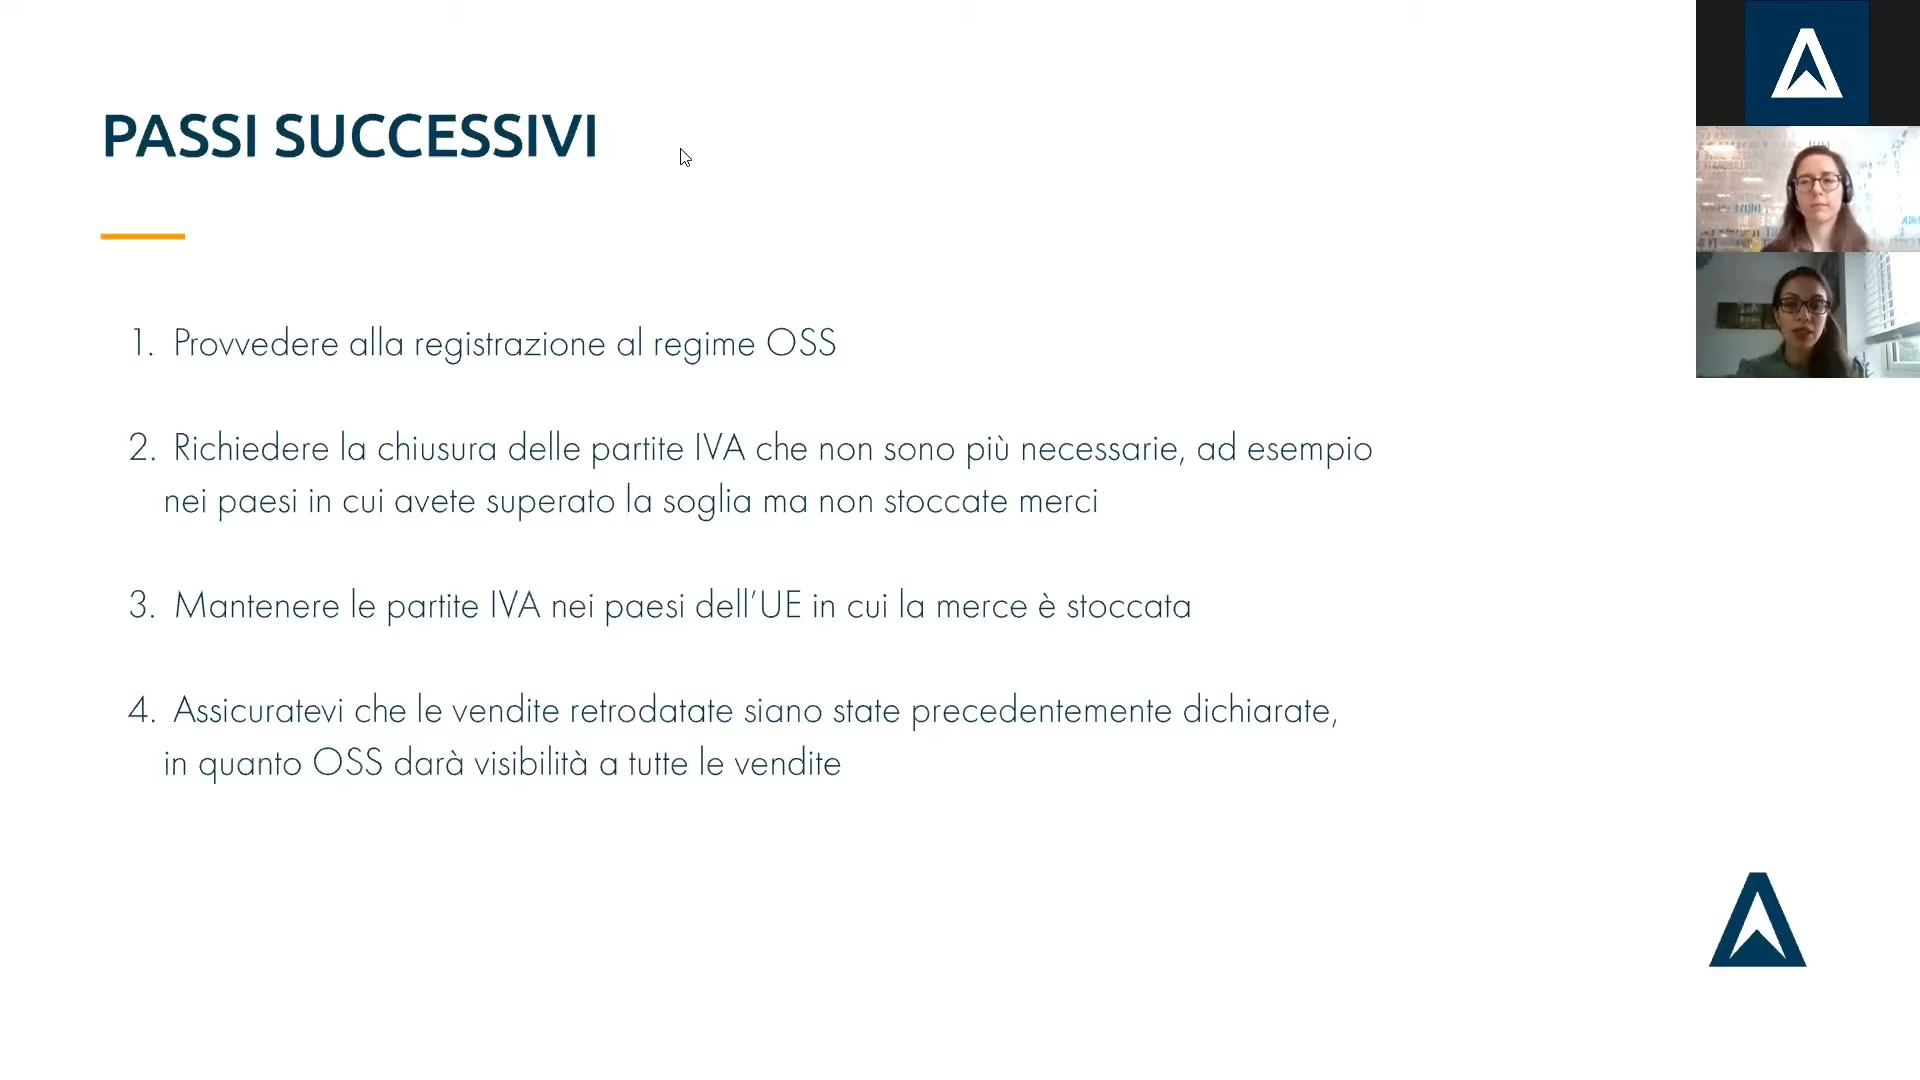 PASSI SUCCESSIVI
1. Provvedere alla registrazione al regime OSS
2. Richiedere la chiusura delle partite IVA che non sono più necessarie, ad esempio
nei paesi in cui avete superato la soglia ma non stoccate merci
3. Mantenere le partite IVA nei paesi dell’UE in cui la merce è stoccata
4. Assicuratevi che le vendite retrodatate siano state precedentemente dichiarate,
in quanto OSS darà visibilità a tutte le vendite